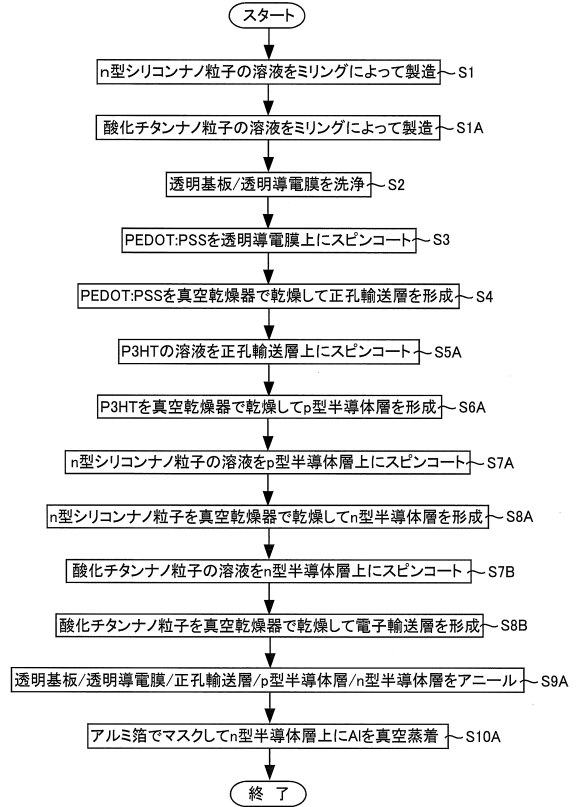 スタート
n型シリコンナノ粒子の溶液をミリングによって製造 S1
酸化チタンナノ粒子の溶液をミリングによって製造 S1A
透明基板/透明導電膜を洗浄 S2
PEDOT:PSSを透明導電膜上にスピンコート S3
PEDOT:PSSを真空乾燥器で乾燥して正孔輸送層を形成 S4
P3HTの溶液を正孔輸送層上にスピンコート S5A
P3HTを真空乾燥器で乾燥してp型半導体層を形成 S6A
n型シリコンナノ粒子の溶液をp型半導体層上にスピンコート S7A
n型シリコンナノ粒子を真空乾燥器で乾燥してn型半導体層を形成 S8A
酸化チタンナノ粒子の溶液をn型半導体層上にスピンコート S7B
酸化チタンナノ粒子を真空乾燥器で乾燥して電子輸送層を形成 S8B
透明基板/透明導電膜/正孔輸送層/p型半導体層/n型半導体層をアニール S9A
アルミ箔でマスクしてn型半導体層上にAlを真空蒸着 S10A
終 了